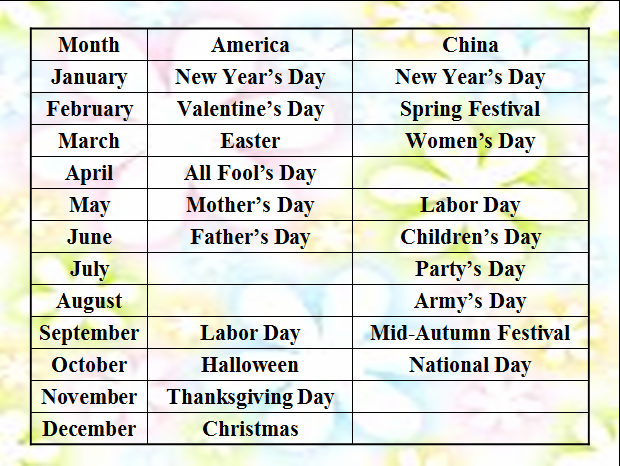 Month America China
January New Year's Day New Year's Day
February Valentine's Day Spring Festival
March Easter Women's Day
April All Fool's Day
May Mother's Day Labor Day
June Father's Day Children's Day
July Party's Day
August Army's Day
September Labor Day Mid-Autumn Festival
October Halloween National Day
November Thanksgiving Day
December Christmas